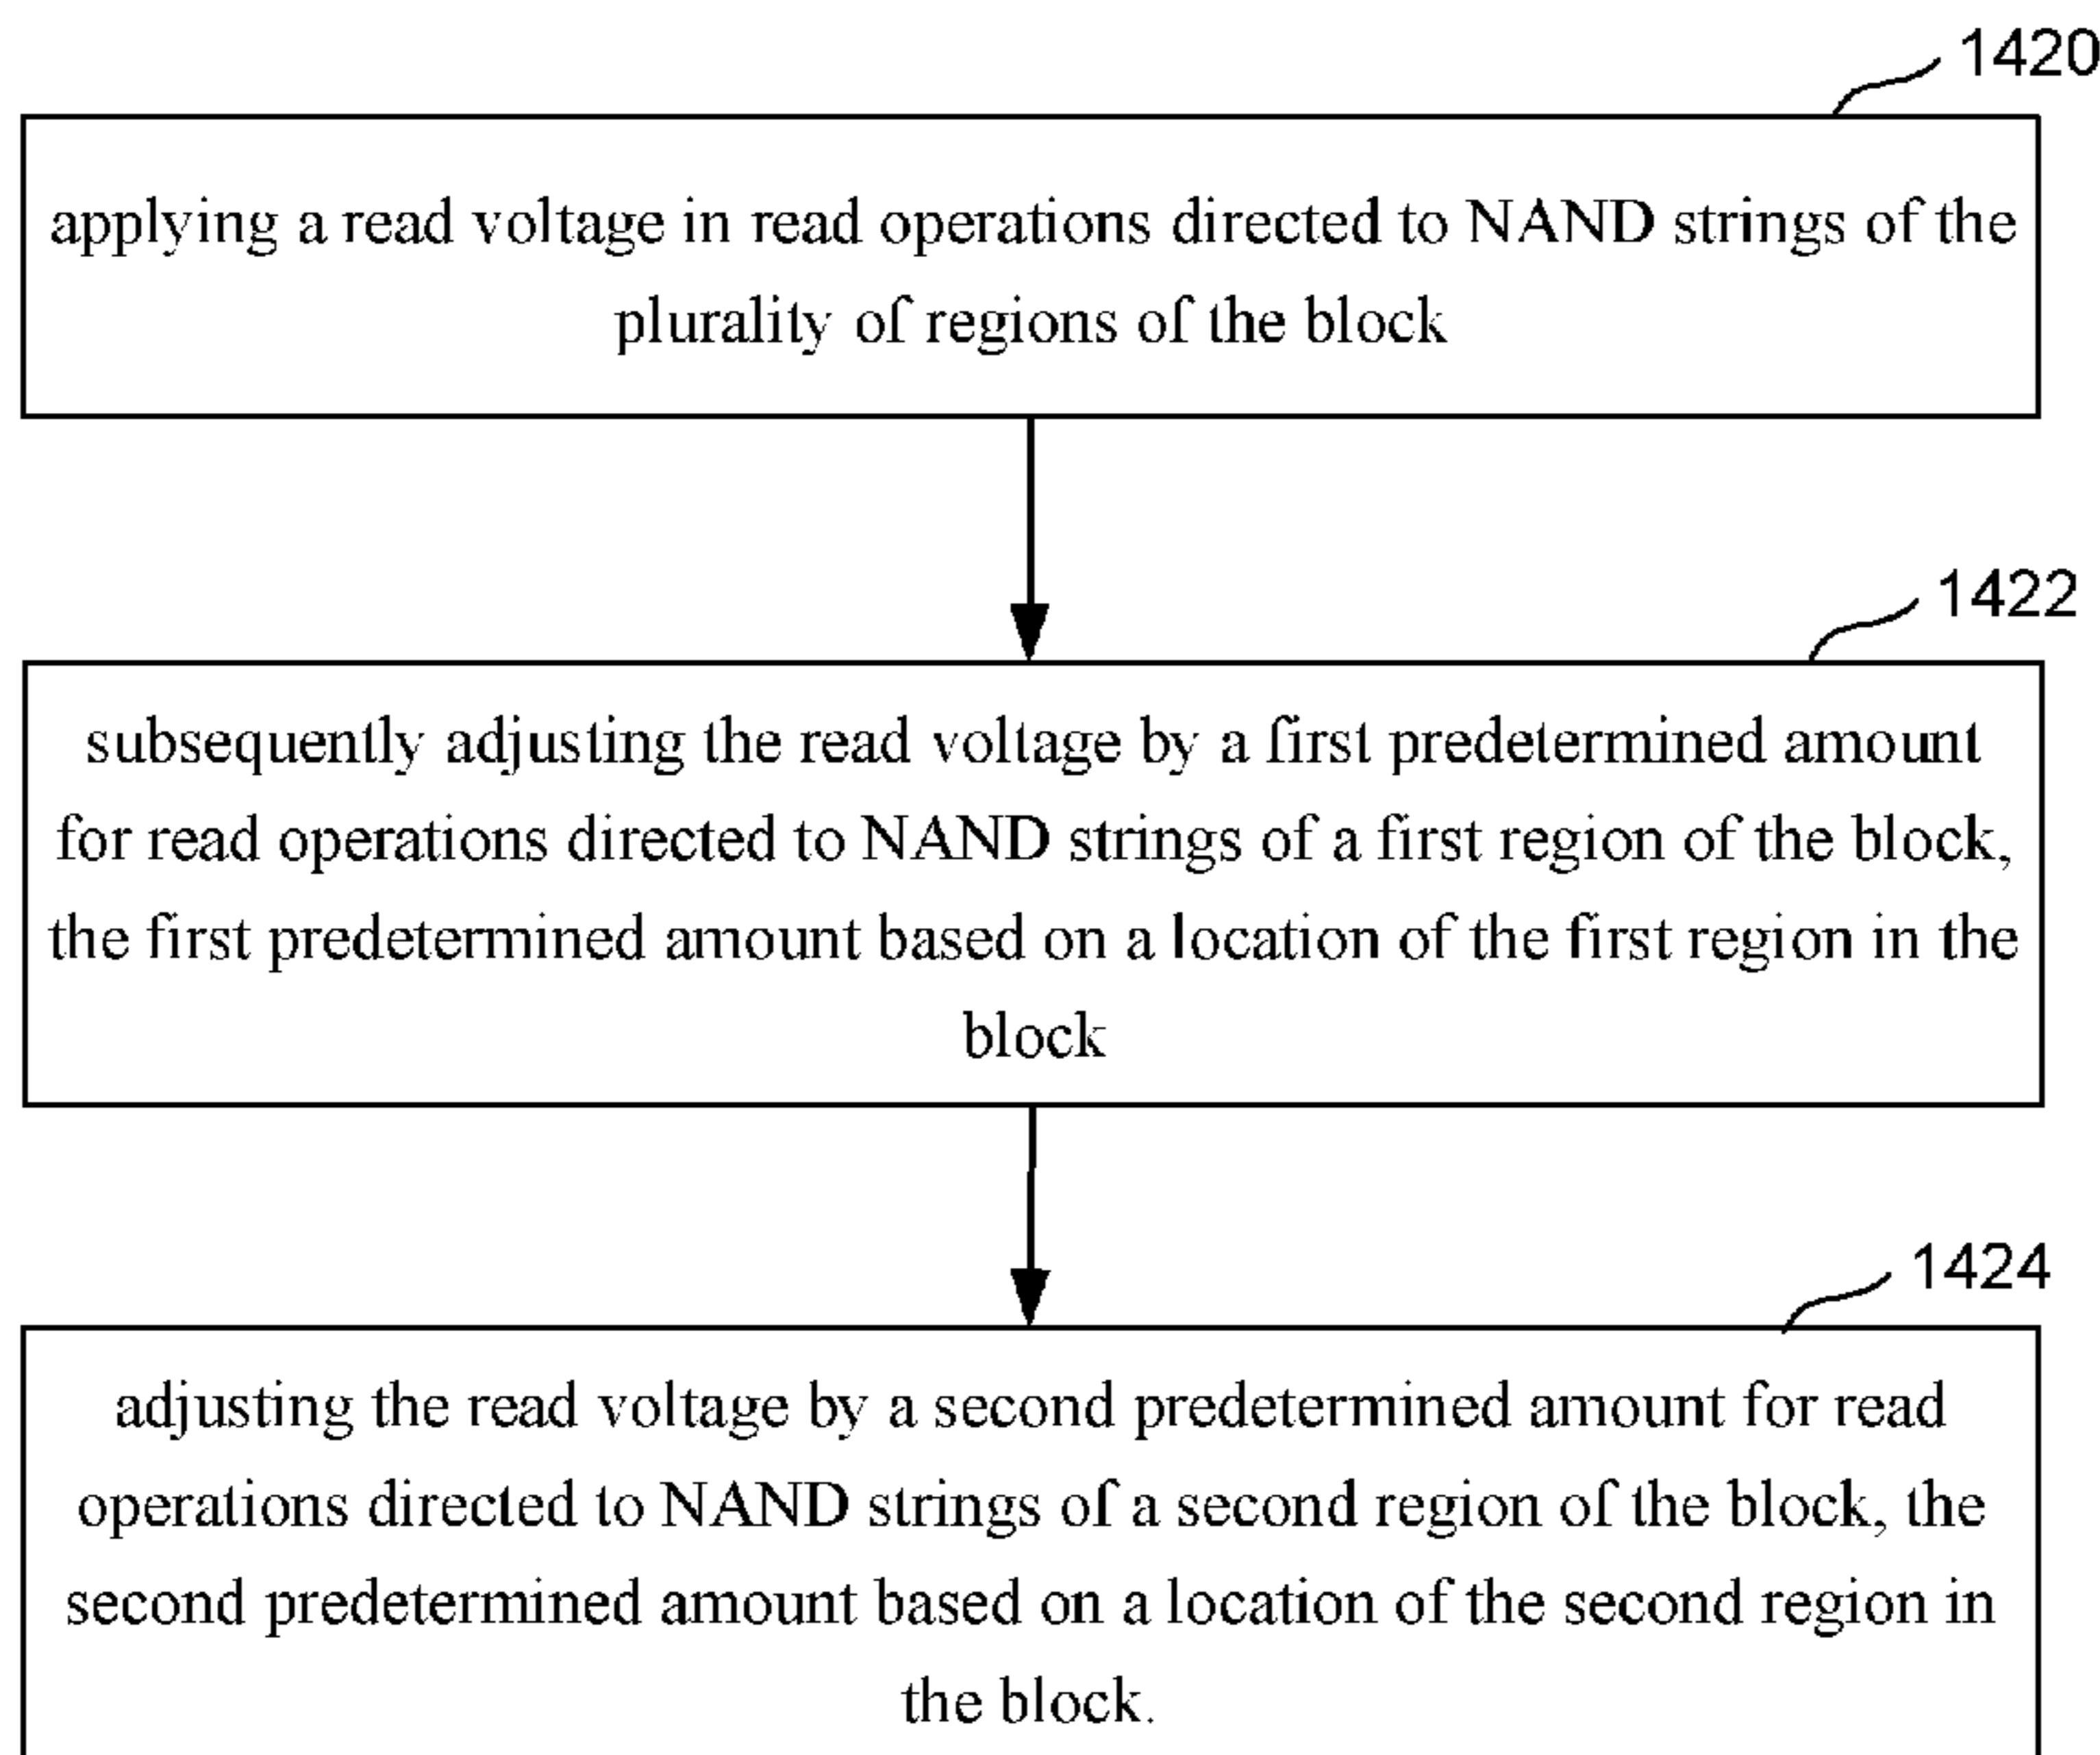 1420
applying a read voltage in read operations directed to NAND strings of the
plurality of regions of the block
1422
subsequently adjusting the read voltage by a first predetermined amount
for read operations directed to NAND strings of a first region of the block,
the first predetermined amount based on a location of the first region in the
block
1424
adjusting the read voltage by a second predetermined amount for read
operations directed to NAND strings of a second region of the block, the
second predetermined amount based on a location of the second region in
the block.